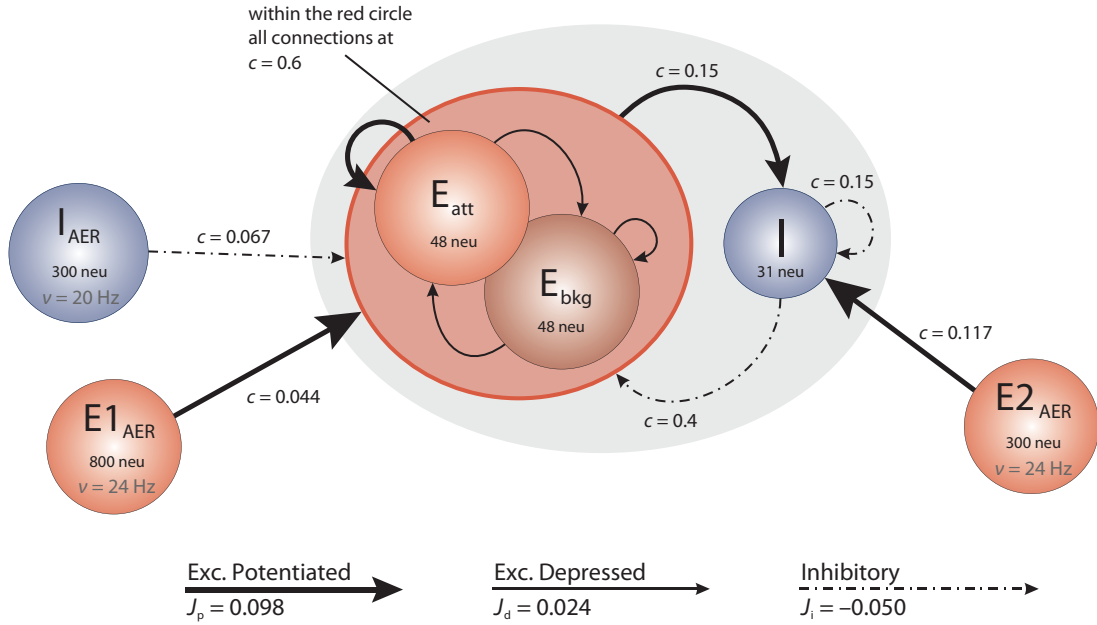 within the red circle
all connections at
c = 0.6
c = 0.15
E att
48 neu
E bkg
48 neu
I
31 neu
c = 0.15
I AER
300 neu
ν = 20 Hz
c = 0.067
E1 AER
800 neu
ν = 24 Hz
c = 0.044
c = 0.4
c = 0.117
E2 AER
300 neu
ν = 24 Hz
Exc. Potentiated
Jp = 0.098
Exc. Depressed
Jd = 0.024
Inhibitory
Ji = –0.050